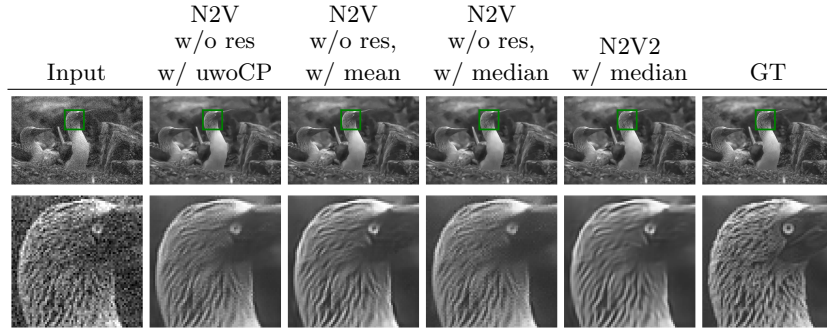 Input
N2V
w/o res
w/ uwoCP
N2V
w/o res,
w/ mean
N2V
w/o res,
w/ median
N2V2
w/ median
GT